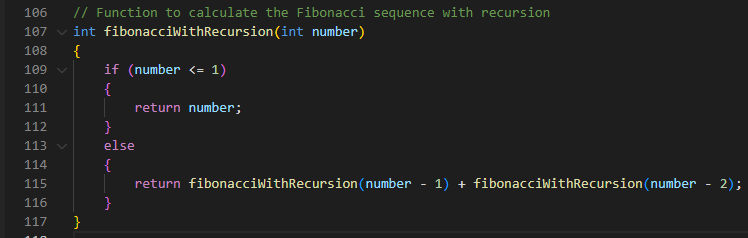 106 // Function to calculate the Fibonacci sequence with recursion
107 int fibonacciWithRecursion(int number)
108 {
109     if (number <= 1)
110     {
111         return number;
112     }
113     else
114     {
115         return fibonacciWithRecursion(number - 1) + fibonacciWithRecursion(number - 2);
116     }
117 }